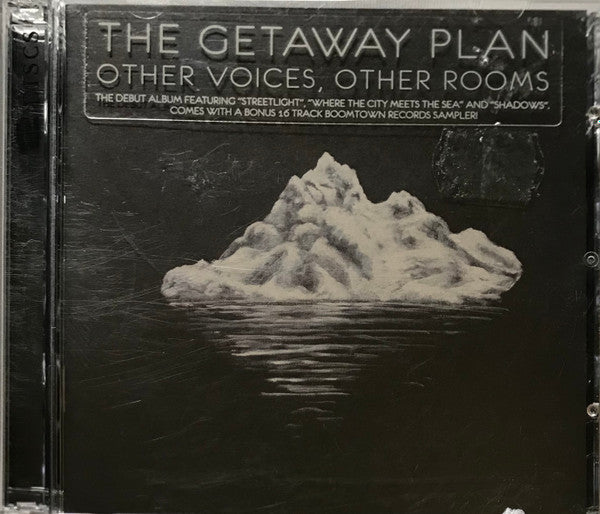 THE GETAWAY PLAN
OTHER VOICES, OTHER ROOMS
THE DEBUT ALBUM FEATURING "STREETLIGHT", "WHERE THE CITY MEETS THE SEA" AND "SHADOWS",
COMES WITH A BONUS 16 TRACK BOOMTOWN RECORDS SAMPLER!